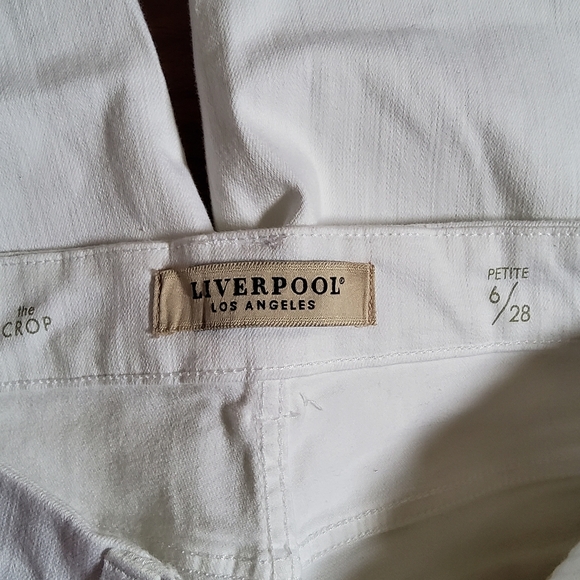 the
CROP
LIVERPOOL®
LOS ANGELES
PETITE
6/28